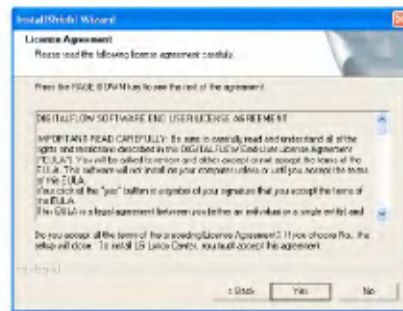 InstallShield Wizard
License Agreement
Please read the following license agreement carefully.
Press the PAGE DOWN key to see the rest of the agreement.
DIGITALFLOW SOFTWARE END USER LICENSE AGREEMENT
IMPORTANT READ CAREFULLY: Be sure to carefully read and understand all of the
rights and restrictions described in this DIGITALFLOW End-User License Agreement
("EULA"). You will be asked to review and either accept or not accept the terms of the
EULA. This software will not install on your computer unless or until you accept the terms
of this EULA.
Your click of the "yes" button is a symbol of your signature that you accept the terms of
the EULA.
This EULA is a legal agreement between you (either an individual or a single entity) and
Do you accept all the terms of the preceding License Agreement? If you choose No, the
setup will close. To install LG Lyrics Center, you must accept this agreement.
InstallShield
< Back
Yes
No